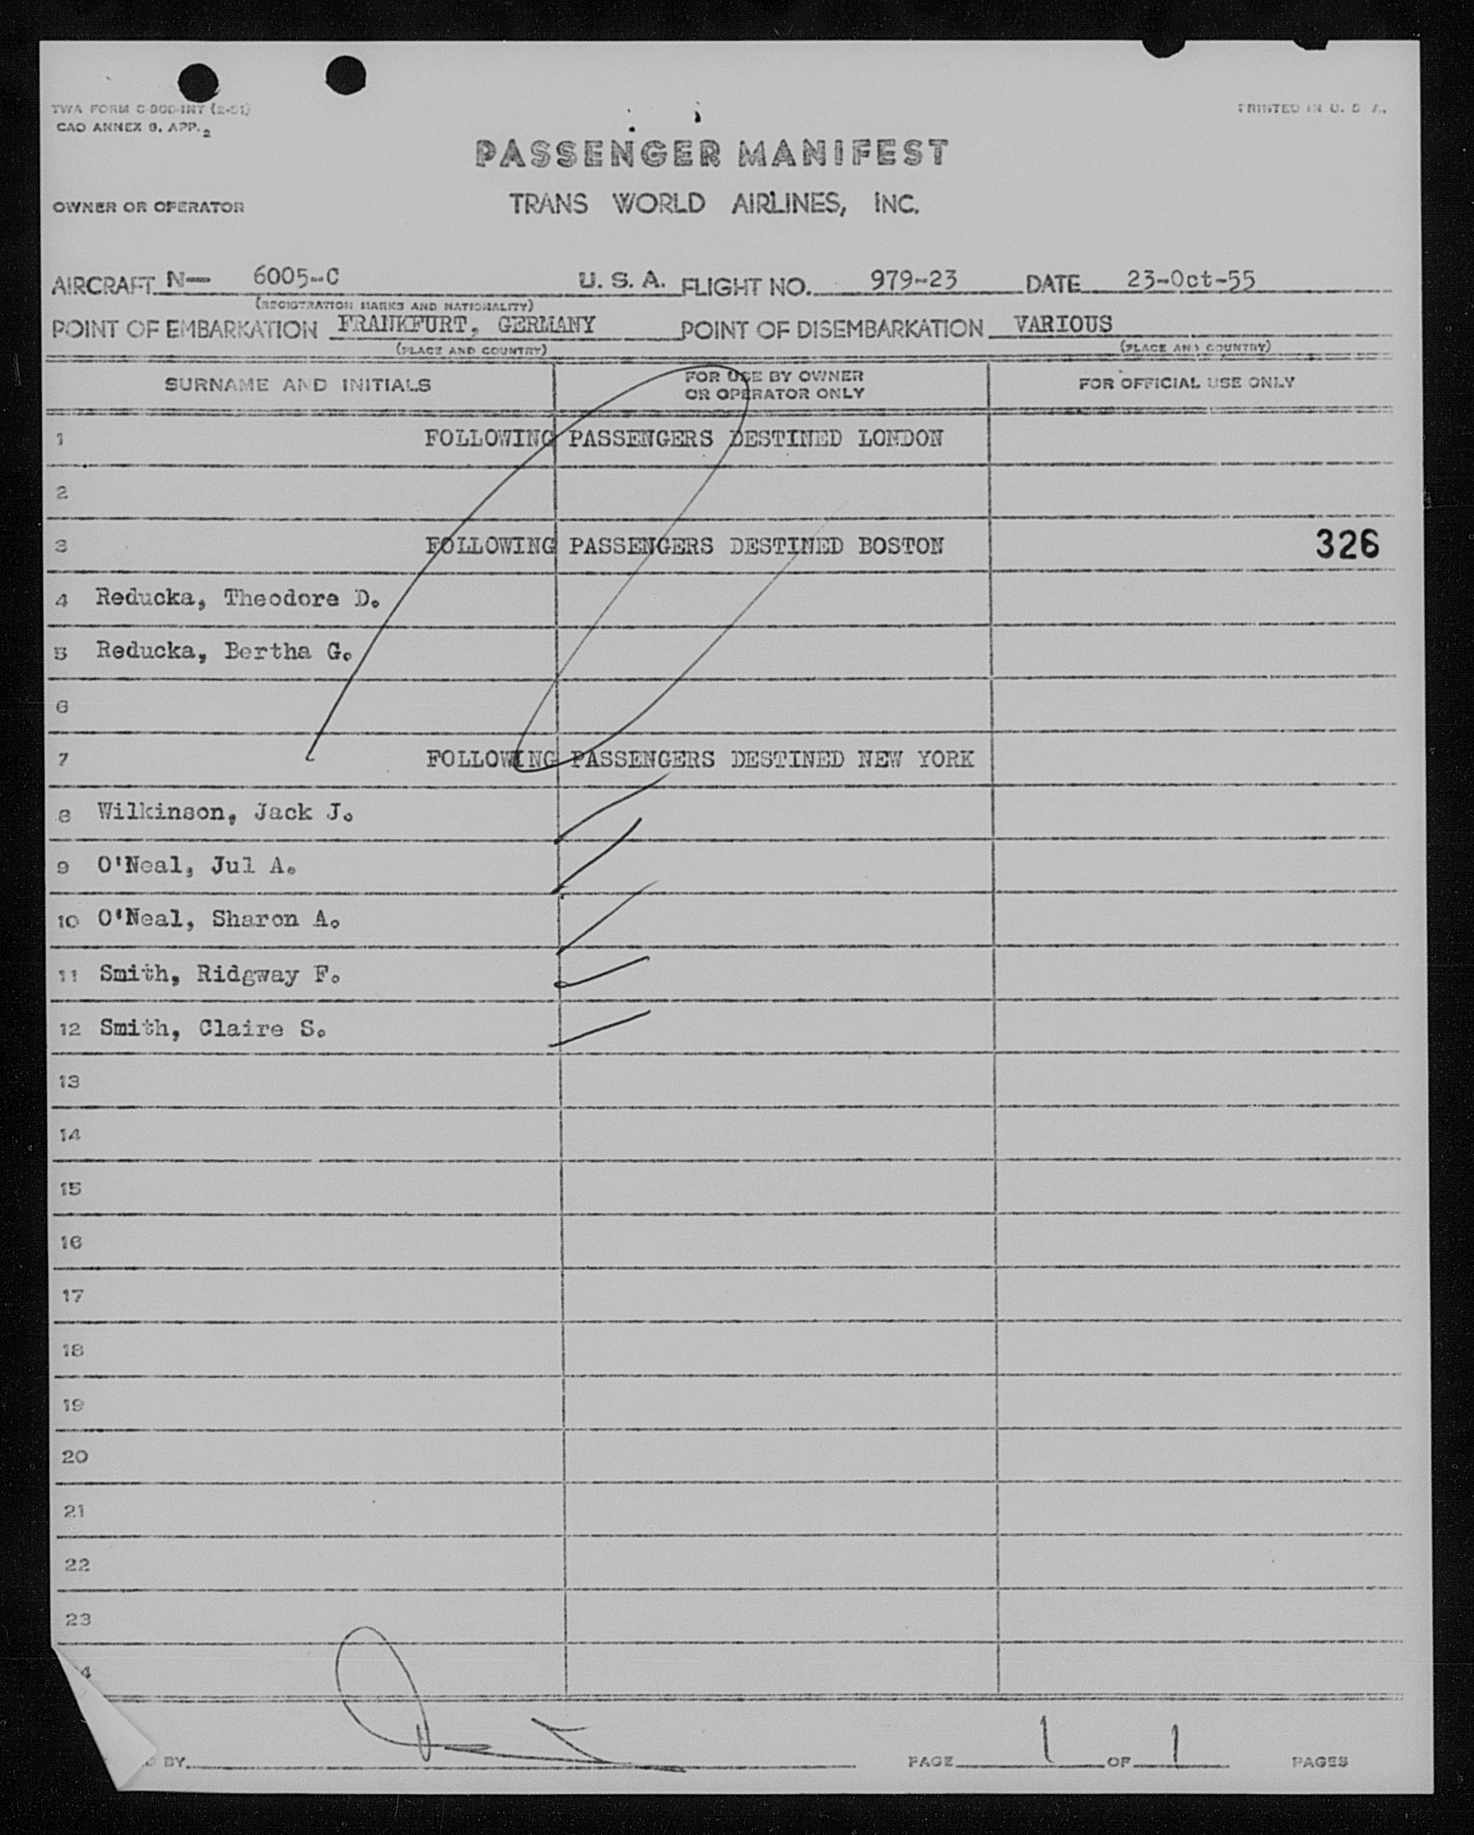 TWA FORM C-900-INT (2-51)
PRINTED IN U. S. A.
CAO ANNEX 9. APP. 2
PASSENGER MANIFEST
OWNER OR OPERATOR
TRANS WORLD AIRLINES, INC.
AIRCRAFT N— 6005-C U. S. A. FLIGHT NO. 979-23 DATE 23-Oct-55
(REGISTRATION MARKS AND NATIONALITY)
POINT OF EMBARKATION FRANKFURT, GERMANY POINT OF DISEMBARKATION VARIOUS
(PLACE AND COUNTRY) (PLACE AND COUNTRY)
SURNAME AND INITIALS FOR USE BY OWNER OR OPERATOR ONLY FOR OFFICIAL USE ONLY
1 FOLLOWING PASSENGERS DESTINED LONDON
2
3 FOLLOWING PASSENGERS DESTINED BOSTON 326
4 Reducka, Theodore D.
5 Reducka, Bertha G.
6
7 FOLLOWING PASSENGERS DESTINED NEW YORK
8 Wilkinson, Jack J.
9 O'Neal, Jul A.
10 O'Neal, Sharon A.
11 Smith, Ridgway F.
12 Smith, Claire S.
13
14
15
16
17
18
19
20
21
22
23
4
BY PAGE 1 OF 1 PAGES